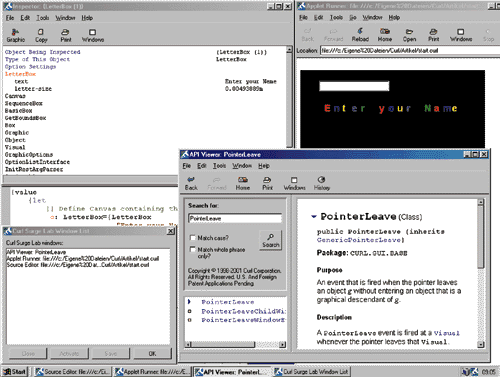 Inspector: {LetterBox (1)}
Edit Tools Window Help
Graphic Copy Print Windows
Object Being Inspected {LetterBox (1)}
Type of This Object LetterBox
Option Settings
LetterBox
text Enter your Name
letter-size 0.00493889m
Canvas
SequenceBox
BasicBox
GetBoundsBox
Box
Graphic
Object
Visual
GraphicOptions
OptionListInterface
InitRestArgParser
Applet Runner: file:///c:/Eigene%20Dateien/Curl/Artikel/start.curl
File Edit Tools Go Window Help
Back Forward Reload Home Open Print Windows Stop
Location: file:///c:/Eigene%20Dateien/Curl/Artikel/start.curl
Enter your Name
{value
{let
|| Define Canvas containing th
c: LetterBox={LetterBox
"Enter your Na
Curl Surge Lab Window List
Curl Surge Lab windows:
API Viewer: PointerLeave
Applet Runner: file:///c:/Eigene%20Dateien/Curl/Artikel/start.curl
Source Editor: file:///c:/Eigene%20Dat...Curl/Artikel/start.curl
Close Activate Save OK
API Viewer: PointerLeave
File Edit Tools Window Help
Back Forward Home Print Windows History
Search for:
PointerLeave
Match case?
Match whole phrase only?
Search
Copyright © 1998-2001 Curl Corporation.
All Rights Reserved. U.S. And Foreign
Patent Applications Pending.
PointerLeave
PointerLeaveChildWi
PointerLeaveWindowE
PointerLeave (Class)
public PointerLeave {inherits
GenericPointerLeave}
Package: CURL.GUI.BASE
Purpose
An event that is fired when the pointer leaves
an object g without entering an object that is a
graphical descendant of g.
Description
A PointerLeave event is fired at a Visual
whenever the pointer leaves that Visual.
Start Source Editor: file:///c:/... Applet Runner: file:///c:/... API Viewer: PointerL... Curl Surge Lab Window List 09:05